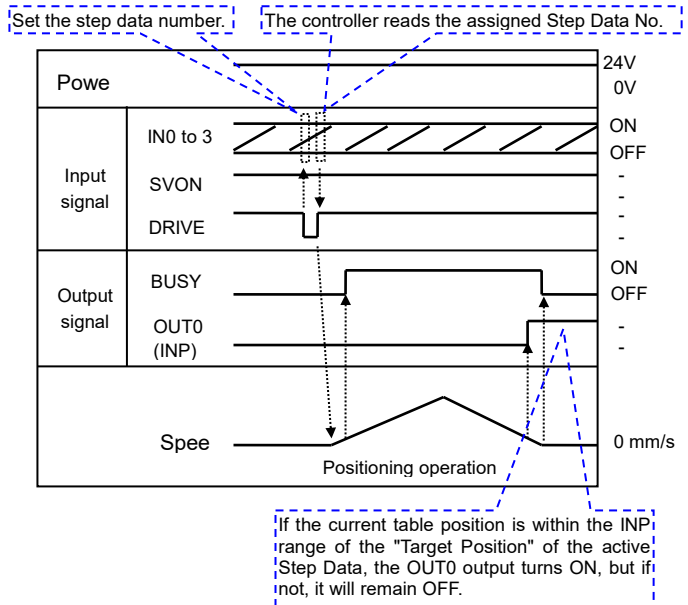 Set the step data number.
The controller reads the assigned Step Data No.
Powe
24V
0V
Input
signal
IN0 to 3
ON
OFF
SVON
-
-
DRIVE
-
-
Output
signal
BUSY
ON
OFF
OUT0
(INP)
-
-
Spee
0 mm/s
Positioning operation
If the current table position is within the INP
range of the "Target Position" of the active
Step Data, the OUT0 output turns ON, but if
not, it will remain OFF.